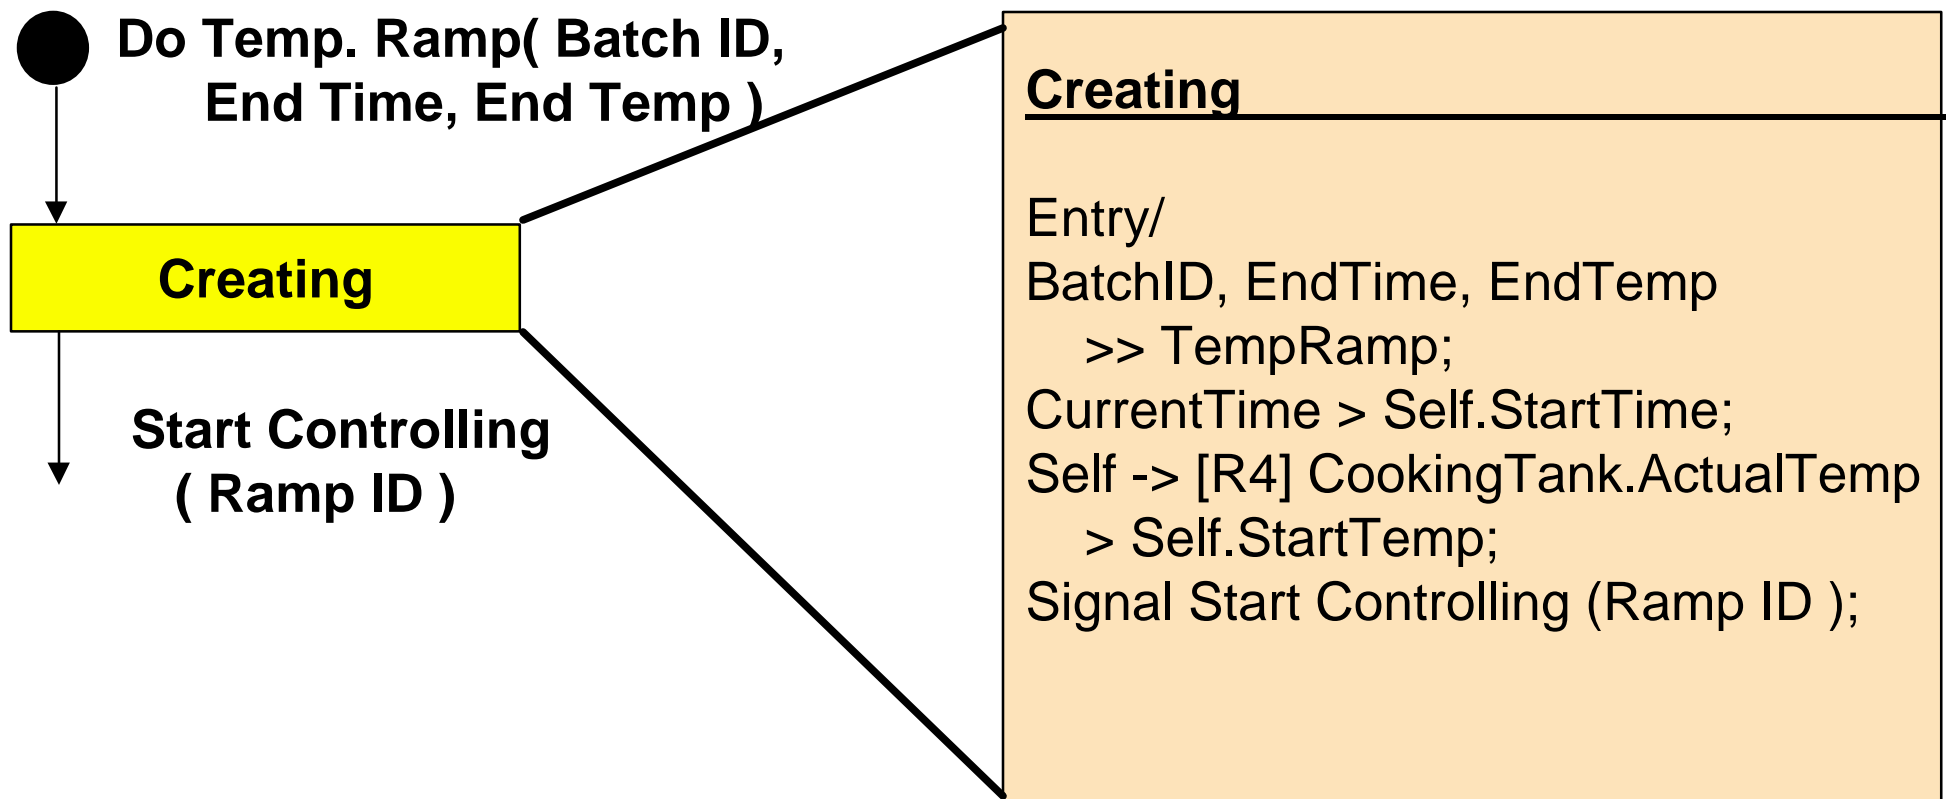 Do Temp. Ramp( Batch ID,
End Time, End Temp )
Creating
Start Controlling
( Ramp ID )
Creating
Entry/
BatchID, EndTime, EndTemp
>> TempRamp;
CurrentTime > Self.StartTime;
Self -> [R4] CookingTank.ActualTemp
> Self.StartTemp;
Signal Start Controlling (Ramp ID );